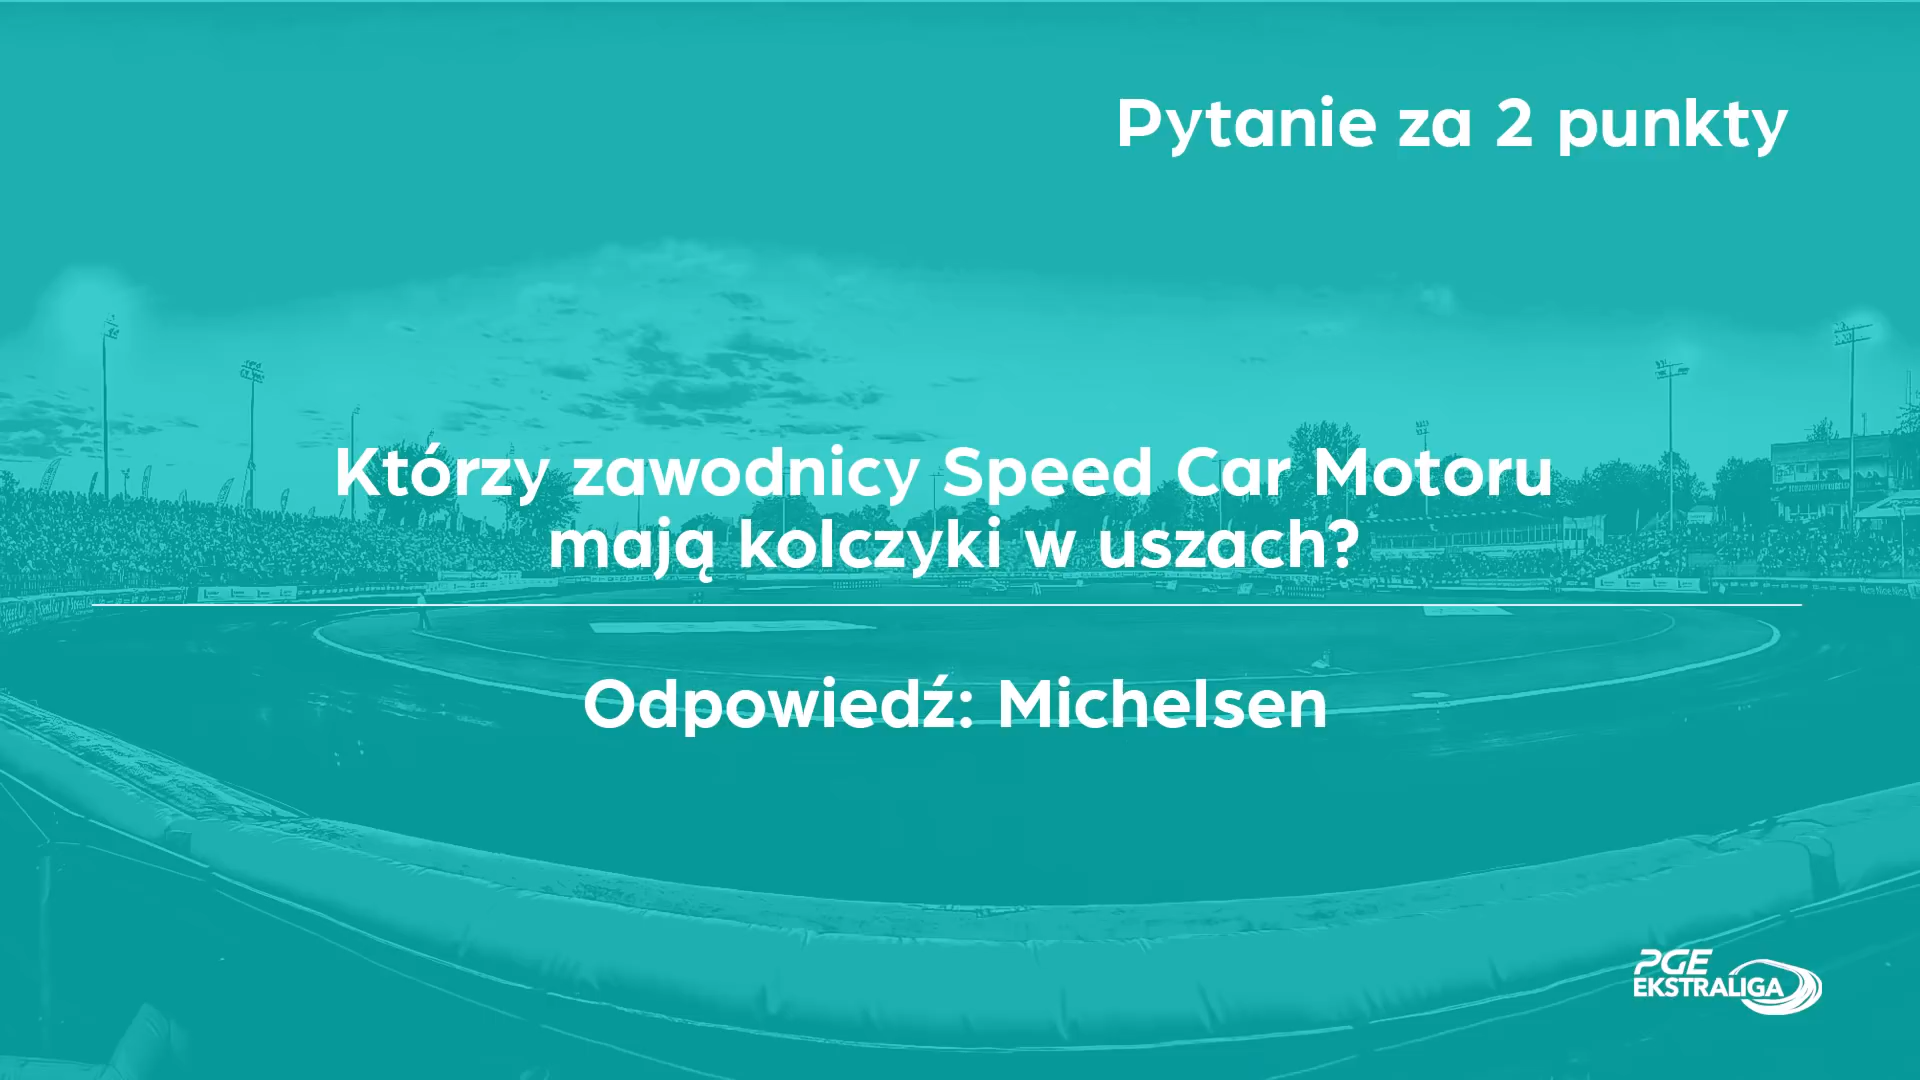 Pytanie za 2 punkty
Którzy zawodnicy Speed Car Motoru
mają kolczyki w uszach?
Odpowiedź: Michelsen
PGE
EKSTRALIGA